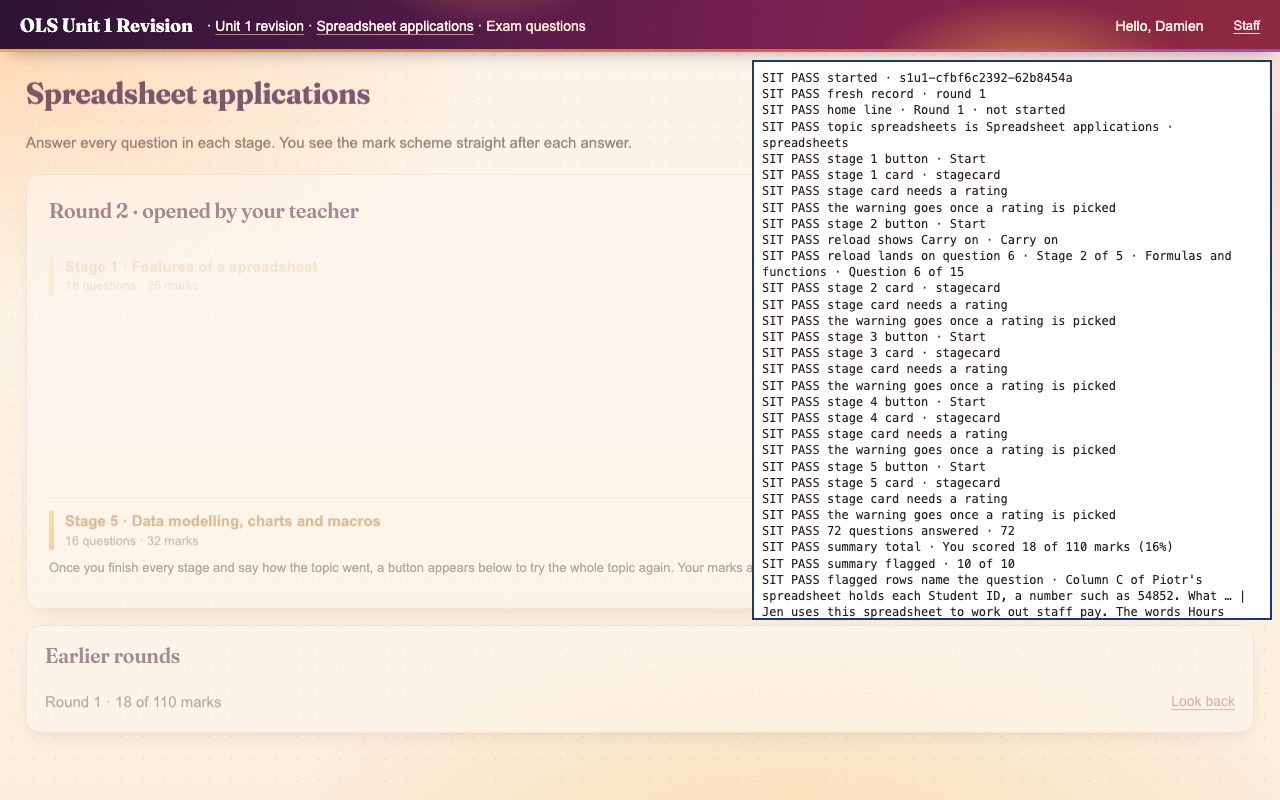 OLS Unit 1 Revision · Unit 1 revision · Spreadsheet applications · Exam questions Hello, Damien Staff
Spreadsheet applications
Answer every question in each stage. You see the mark scheme straight after each answer.
Round 2 · opened by your teacher
Stage 1 · Features of a spreadsheet
18 questions · 25 marks
Stage 5 · Data modelling, charts and macros
16 questions · 32 marks
Once you finish every stage and say how the topic went, a button appears below to try the whole topic again. Your marks a
Earlier rounds
Round 1 · 18 of 110 marks Look back
SIT PASS started · s1u1-cfbf6c2392-62b8454a
SIT PASS fresh record · round 1
SIT PASS home line · Round 1 · not started
SIT PASS topic spreadsheets is Spreadsheet applications ·
spreadsheets
SIT PASS stage 1 button · Start
SIT PASS stage 1 card · stagecard
SIT PASS stage card needs a rating
SIT PASS the warning goes once a rating is picked
SIT PASS stage 2 button · Start
SIT PASS reload shows Carry on · Carry on
SIT PASS reload lands on question 6 · Stage 2 of 5 · Formulas and
functions · Question 6 of 15
SIT PASS stage 2 card · stagecard
SIT PASS stage card needs a rating
SIT PASS the warning goes once a rating is picked
SIT PASS stage 3 button · Start
SIT PASS stage 3 card · stagecard
SIT PASS stage card needs a rating
SIT PASS the warning goes once a rating is picked
SIT PASS stage 4 button · Start
SIT PASS stage 4 card · stagecard
SIT PASS stage card needs a rating
SIT PASS the warning goes once a rating is picked
SIT PASS stage 5 button · Start
SIT PASS stage 5 card · stagecard
SIT PASS stage card needs a rating
SIT PASS the warning goes once a rating is picked
SIT PASS 72 questions answered · 72
SIT PASS summary total · You scored 18 of 110 marks (16%)
SIT PASS summary flagged · 10 of 10
SIT PASS flagged rows name the question · Column C of Piotr's
spreadsheet holds each Student ID, a number such as 54852. What … |
Jen uses this spreadsheet to work out staff pay. The words Hours